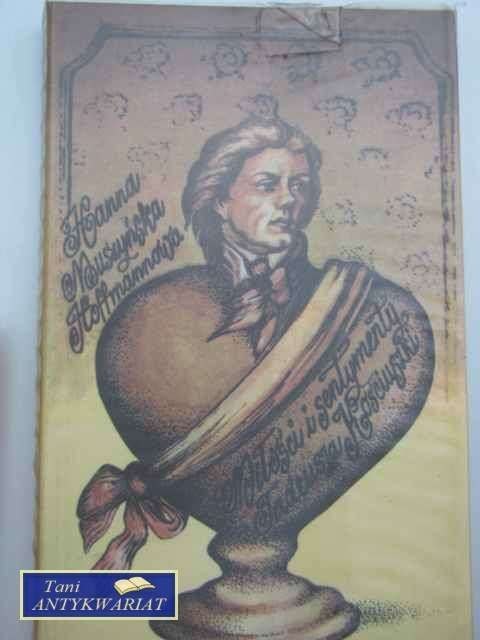 Hanna
Muszyńska
Hoffmannowa
Miłości i sentymenty
Tadeusza Kościuszki
Tani
ANTYKWARIAT